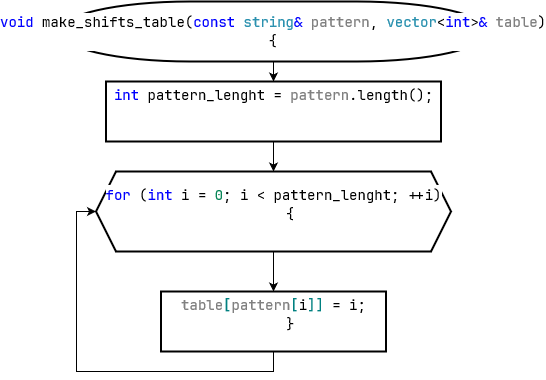 void make_shifts_table(const string& pattern, vector<int>& table)
{
int pattern_lenght = pattern.length();
for (int i = 0; i < pattern_lenght; ++i)
{
table[pattern[i]] = i;
}